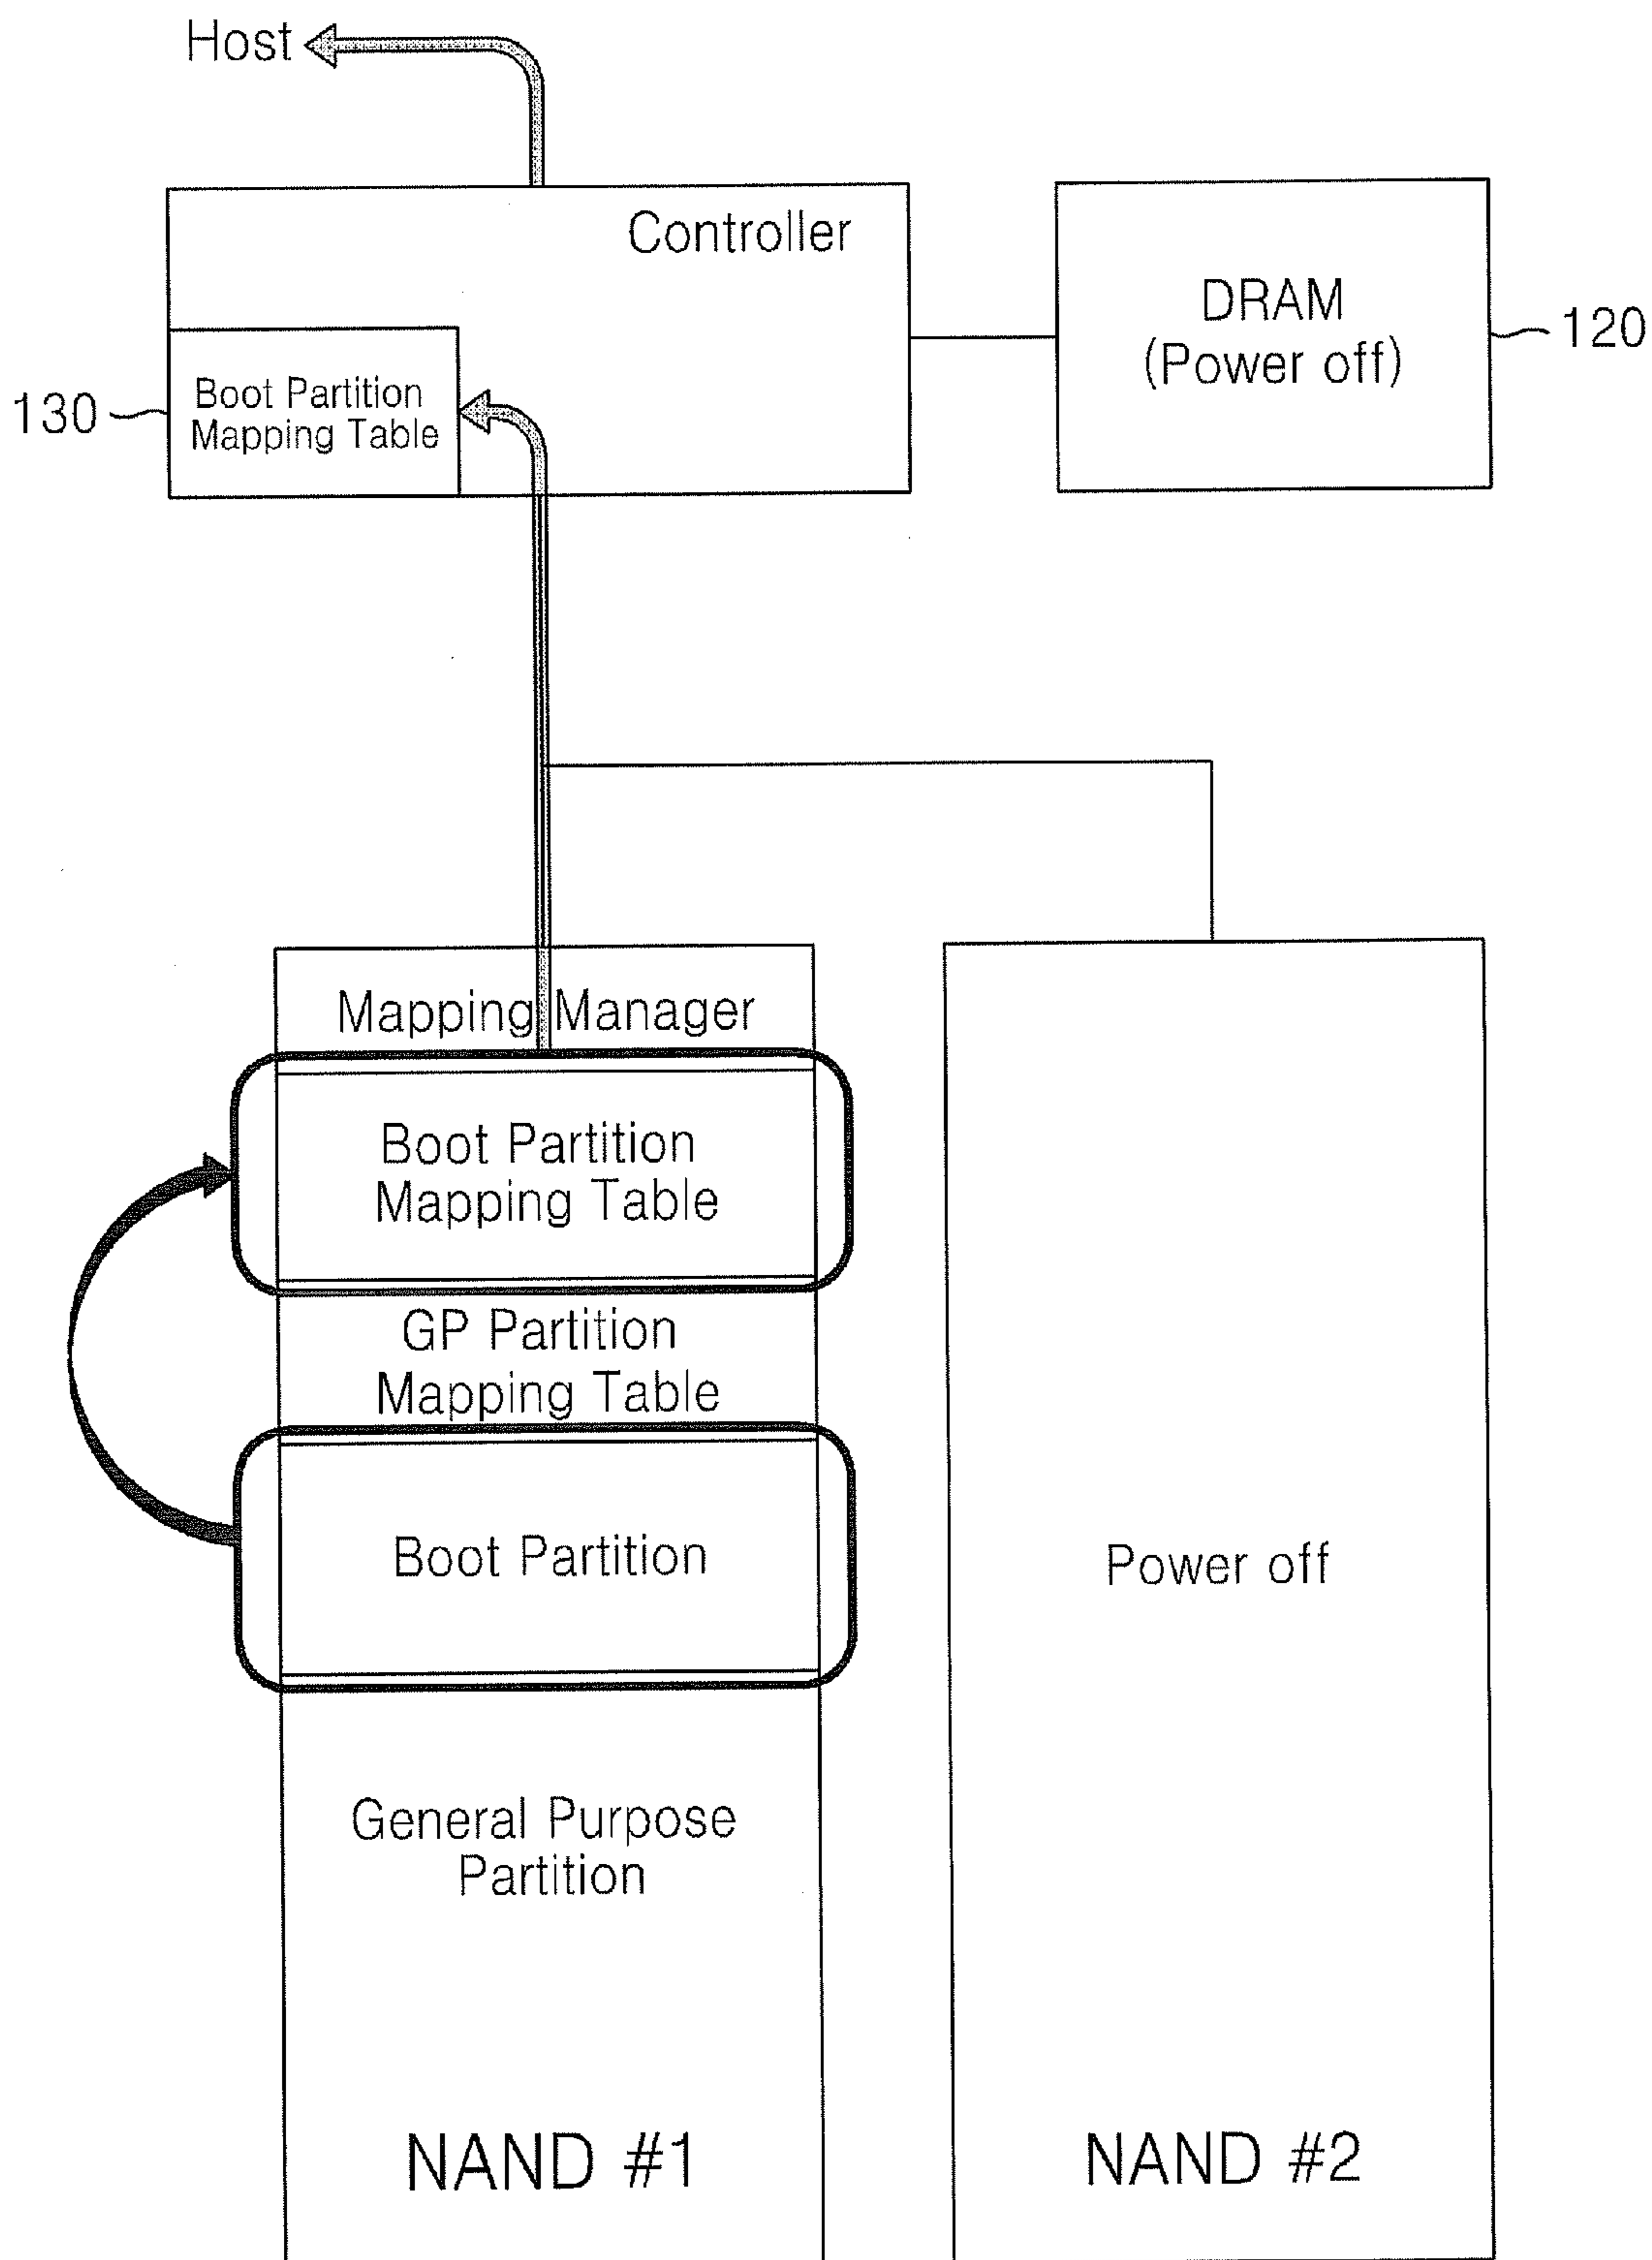 Host
Controller
DRAM
(Power off)
120
130
Boot Partition
Mapping Table
Mapping Manager
Boot Partition
Mapping Table
GP Partition
Mapping Table
Boot Partition
Power off
General Purpose
Partition
NAND #1
NAND #2